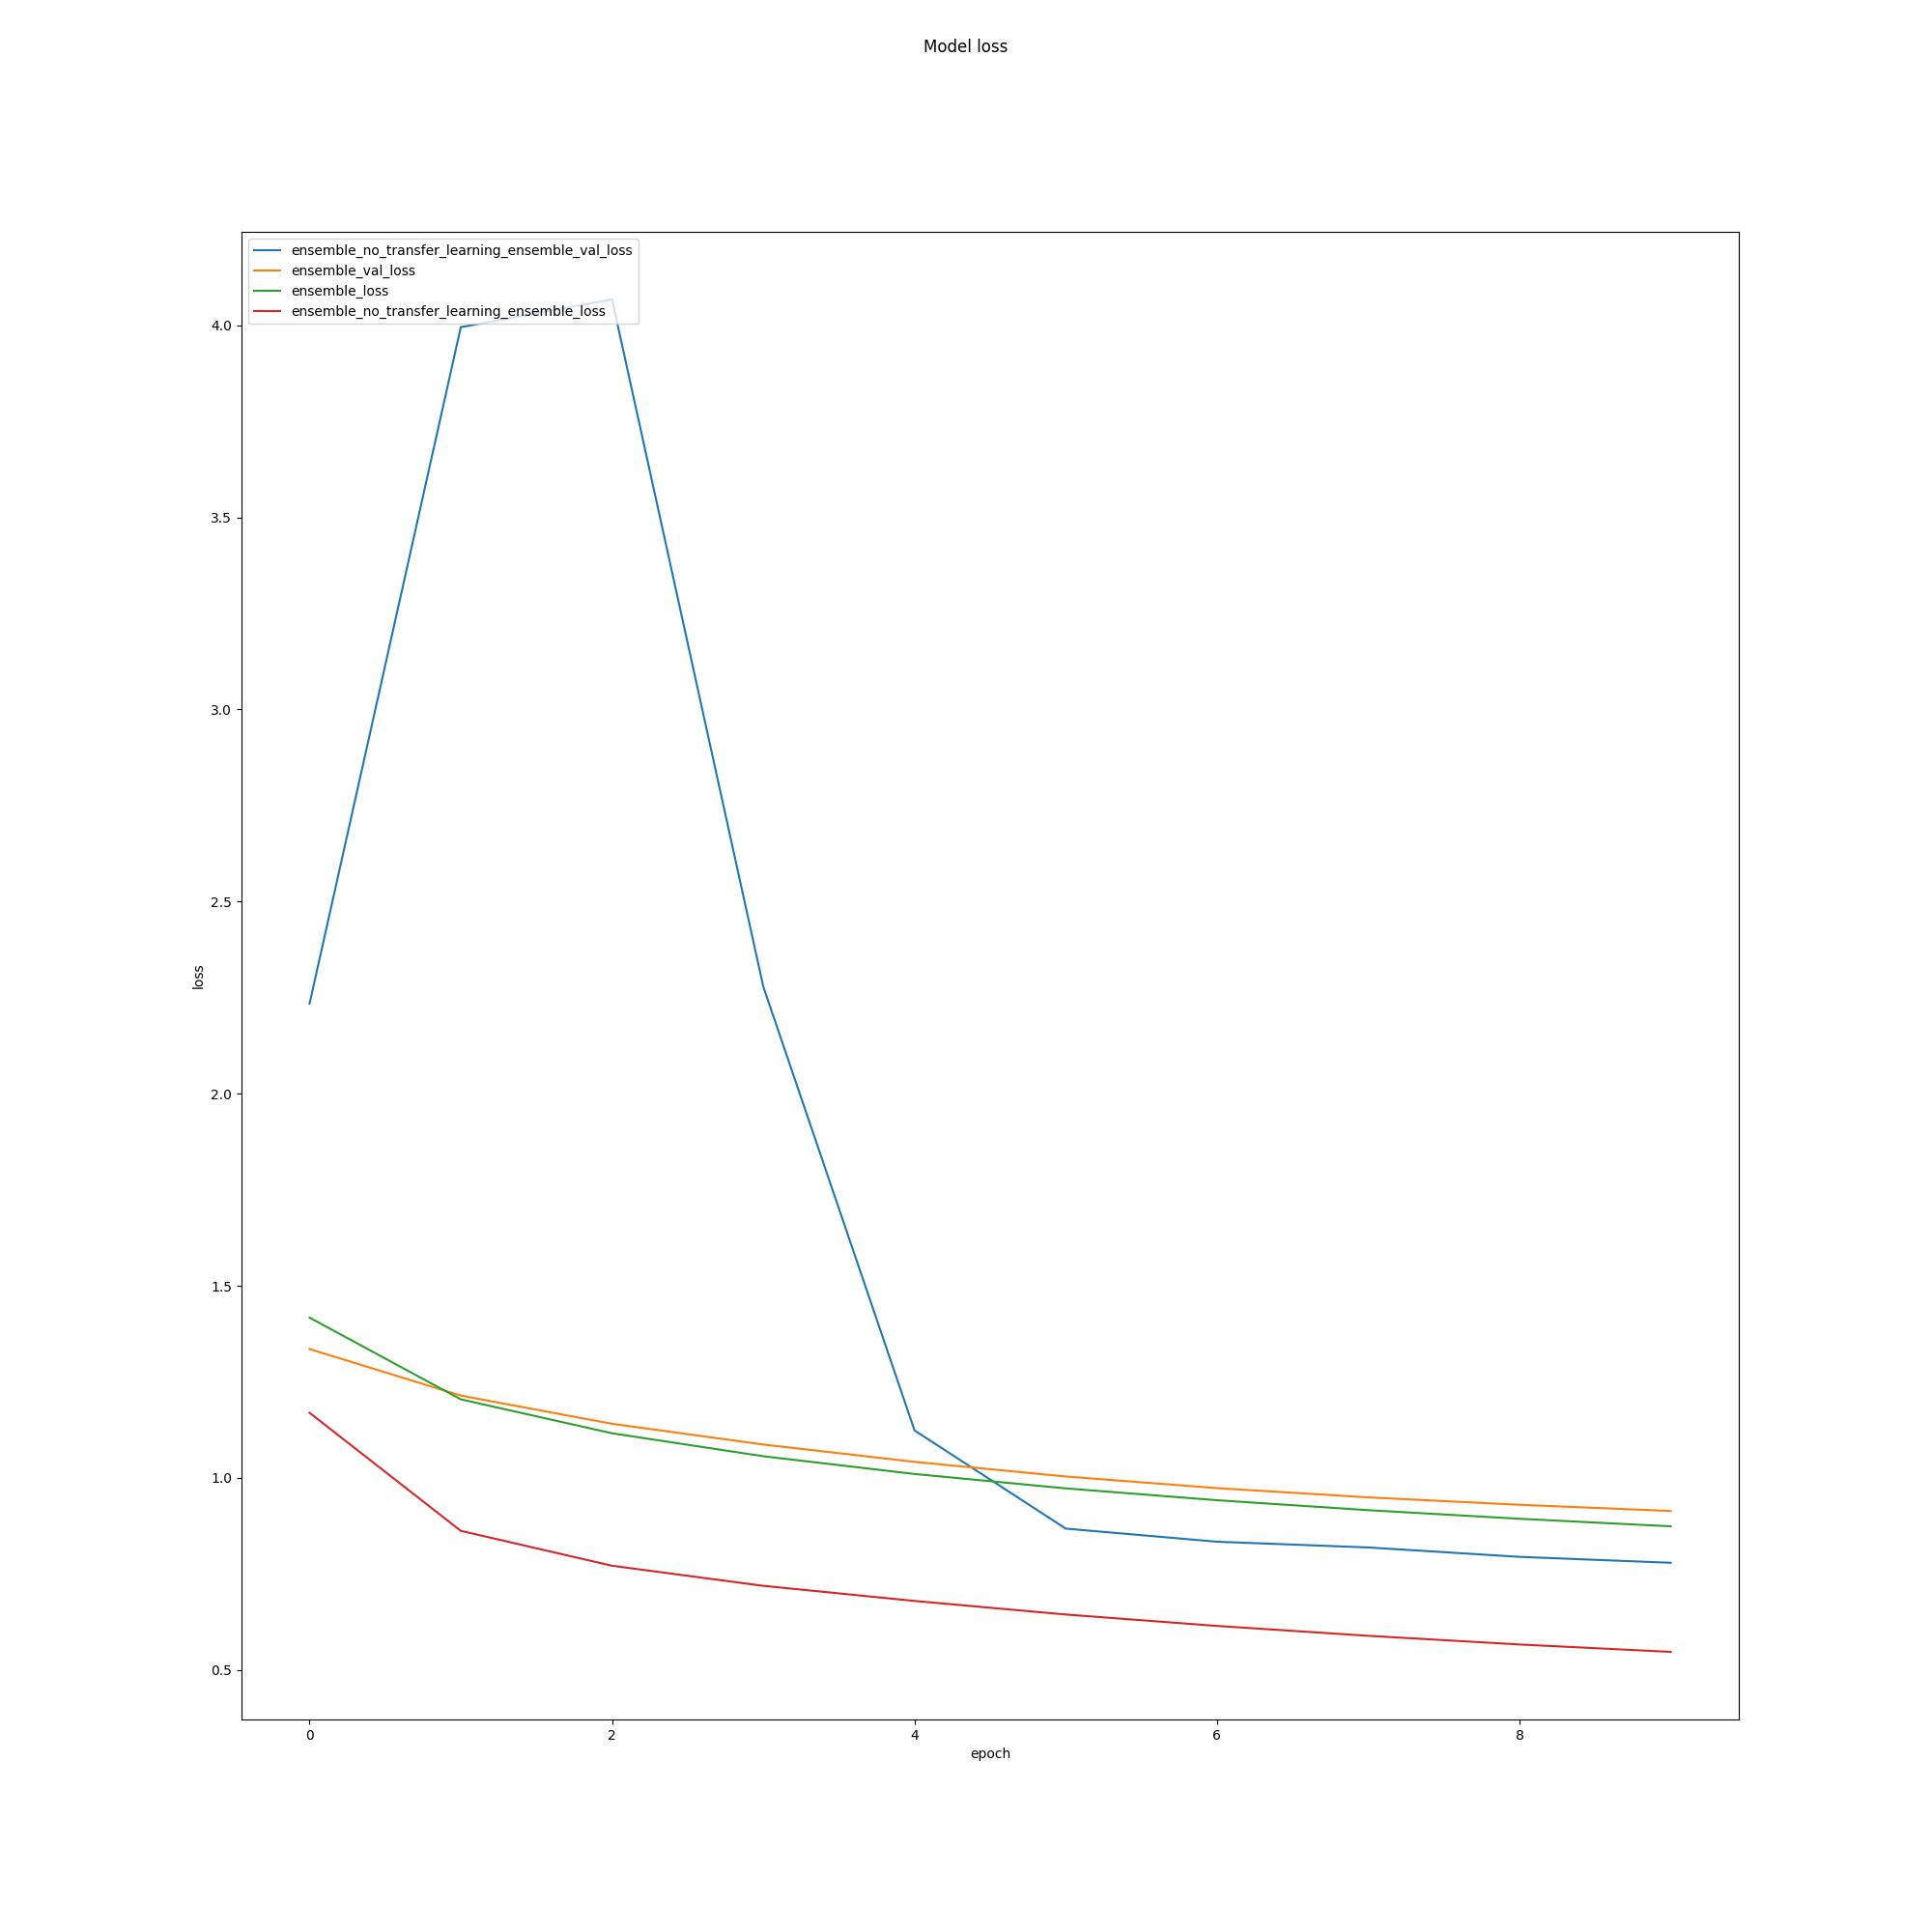 Model loss
ensemble_no_transfer_learning_ensemble_val_loss
ensemble_val_loss
ensemble_loss
ensemble_no_transfer_learning_ensemble_loss
4.0
3.5
3.0
2.5
loss
2.0
1.5
1.0
0.5
0 2 4 6 8
epoch